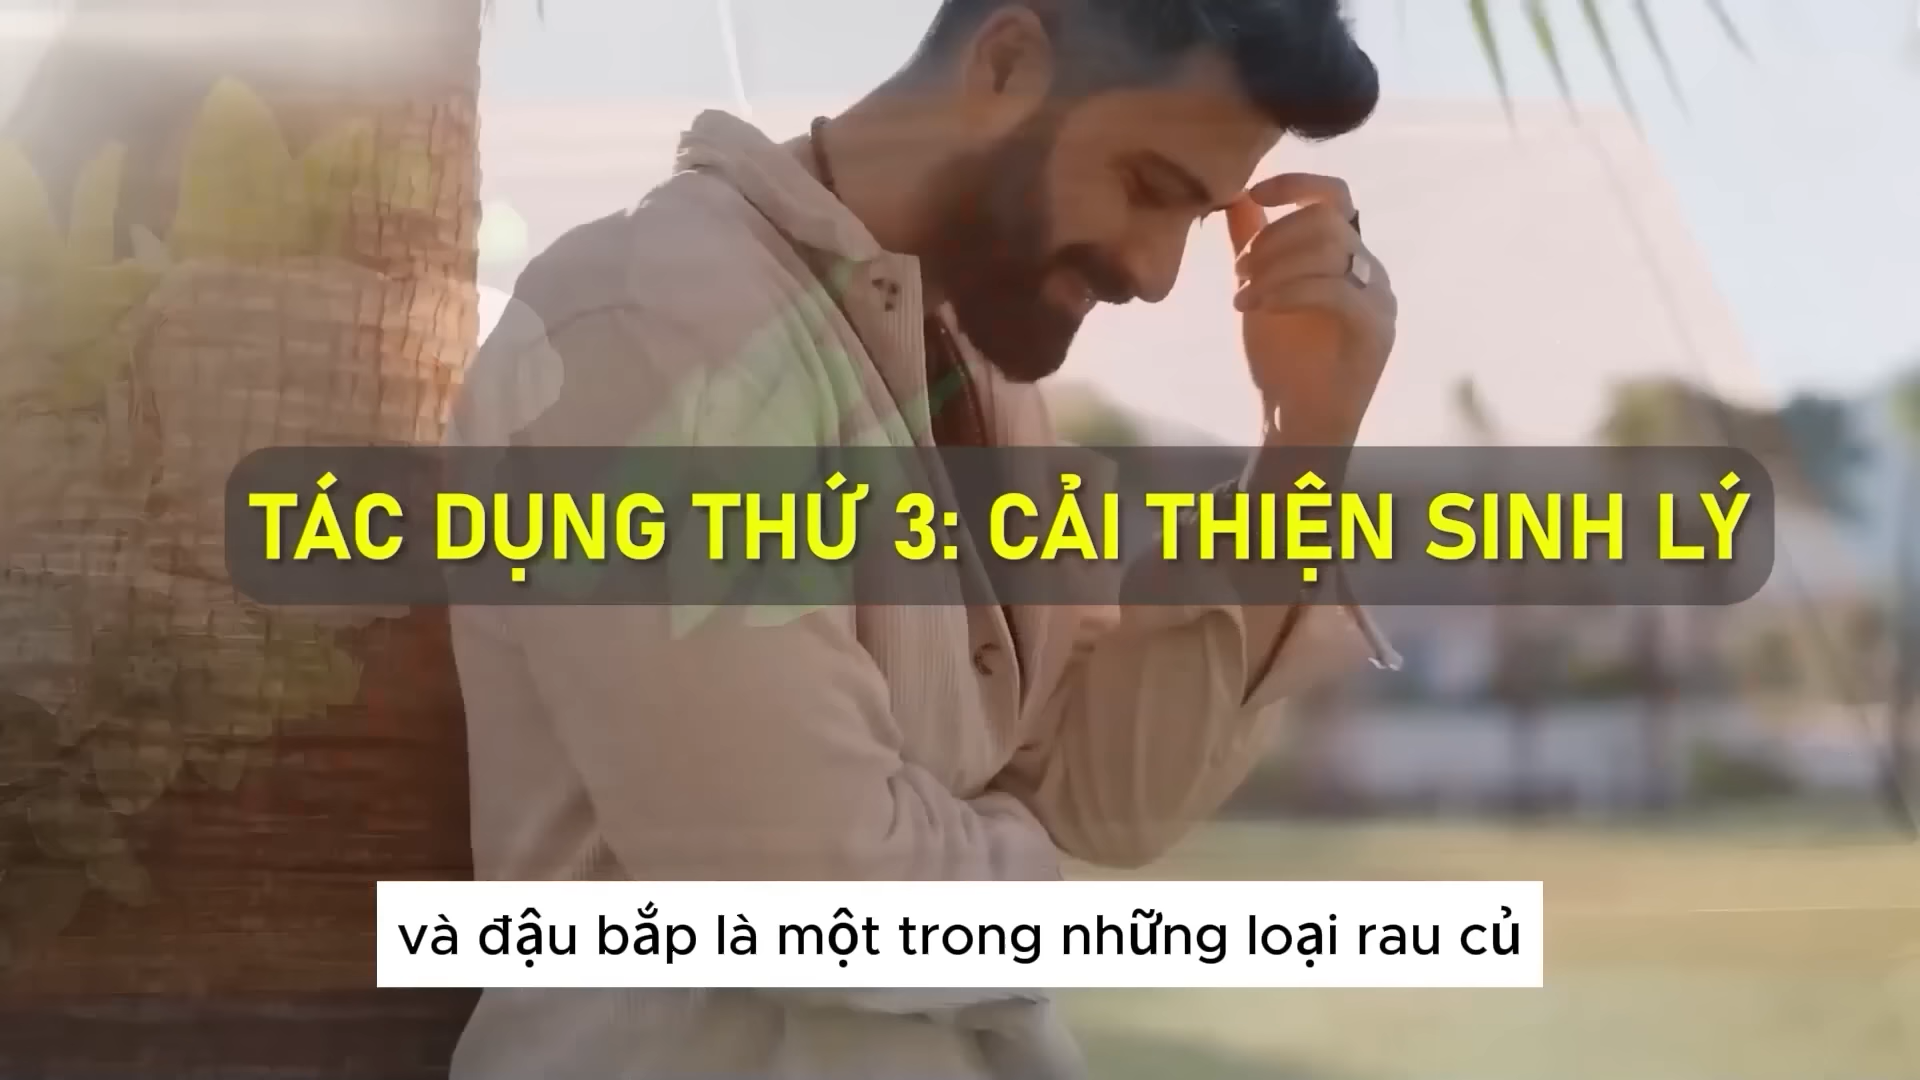 TÁC DỤNG THỨ 3: CẢI THIỆN SINH LÝ
và đậu bắp là một trong những loại rau củ